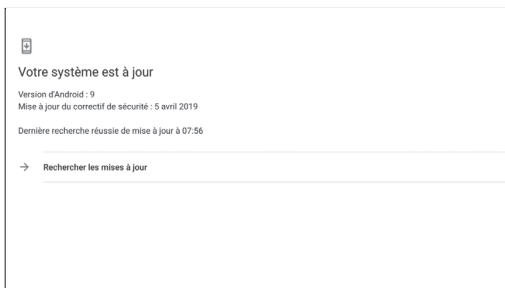 Votre système est à jour
Version d'Android : 9
Mise à jour du correctif de sécurité : 5 avril 2019
Dernière recherche réussie de mise à jour à 07:56
Rechercher les mises à jour